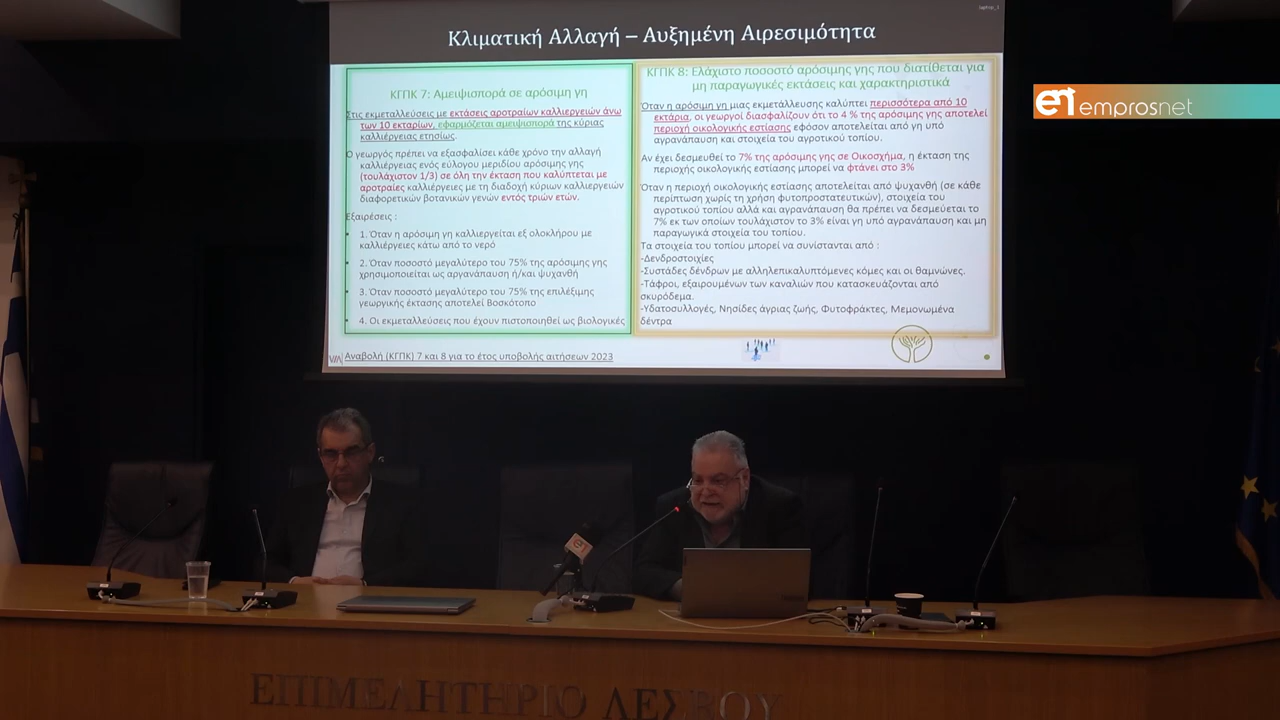 laptop_1
Κλιματική Αλλαγή – Αυξημένη Αιρεσιμότητα
ΚΓΠΚ 7: Αμειψισπορά σε αρόσιμη γη
Στις εκμεταλλεύσεις με εκτάσεις αροτραίων καλλιεργειών άνω
των 10 εκταρίων, εφαρμόζεται αμειψισπορά της κύριας
καλλιέργειας ετησίως.
Ο γεωργός πρέπει να εξασφαλίσει κάθε χρόνο την αλλαγή
καλλιέργειας ενός εύλογου μεριδίου αρόσιμης γης
(τουλάχιστον 1/3) σε όλη την έκταση που καλύπτεται με
αροτραίες καλλιέργειες με τη διαδοχή κύριων καλλιεργειών
διαφορετικών βοτανικών γενών εντός τριών ετών.
Εξαιρέσεις :
• 1. Όταν η αρόσιμη γη καλλιεργείται εξ ολοκλήρου με
καλλιέργειες κάτω από το νερό
• 2. Όταν ποσοστό μεγαλύτερο του 75% της αρόσιμης γης
χρησιμοποιείται ως αργανάπαυση ή/και ψυχανθή
• 3. Όταν ποσοστό μεγαλύτερο του 75% της επιλέξιμης
γεωργικής έκτασης αποτελεί Βοσκότοπο
• 4. Οι εκμεταλλεύσεις που έχουν πιστοποιηθεί ως βιολογικές
ΚΓΠΚ 8: Ελάχιστο ποσοστό αρόσιμης γης που διατίθεται για
μη παραγωγικές εκτάσεις και χαρακτηριστικά
Όταν η αρόσιμη γη μιας εκμετάλλευσης καλύπτει περισσότερα από 10
εκτάρια, οι γεωργοί διασφαλίζουν ότι το 4 % της αρόσιμης γης αποτελεί
περιοχή οικολογικής εστίασης εφόσον αποτελείται από γη υπό
αγρανάπαυση και στοιχεία του αγροτικού τοπίου.
Αν έχει δεσμευθεί το 7% της αρόσιμης γης σε Οικοσχήμα, η έκταση της
περιοχής οικολογικής εστίασης μπορεί να φτάνει στο 3%
Όταν η περιοχή οικολογικής εστίασης αποτελείται από ψυχανθή (σε κάθε
περίπτωση χωρίς τη χρήση φυτοπροστατευτικών), στοιχεία του
αγροτικού τοπίου αλλά και αγρανάπαυση θα πρέπει να δεσμεύεται το
7% εκ των οποίων τουλάχιστον το 3% είναι γη υπό αγρανάπαυση και μη
παραγωγικά στοιχεία του τοπίου.
Τα στοιχεία του τοπίου μπορεί να συνίστανται από :
-Δενδροστοιχίες
-Συστάδες δένδρων με αλληλεπικαλυπτόμενες κόμες και οι θαμνώνες.
-Τάφροι, εξαιρουμένων των καναλιών που κατασκευάζονται από
σκυρόδεμα.
-Υδατοσυλλογές, Νησίδες άγριας ζωής, Φυτοφράκτες, Μεμονωμένα
δέντρα
Αναβολή (ΚΓΠΚ) 7 και 8 για το έτος υποβολής αιτήσεων 2023
emprosnet
ΕΠΙΜΕΛΗΤΗΡΙΟ ΛΕΣΒΟΥ